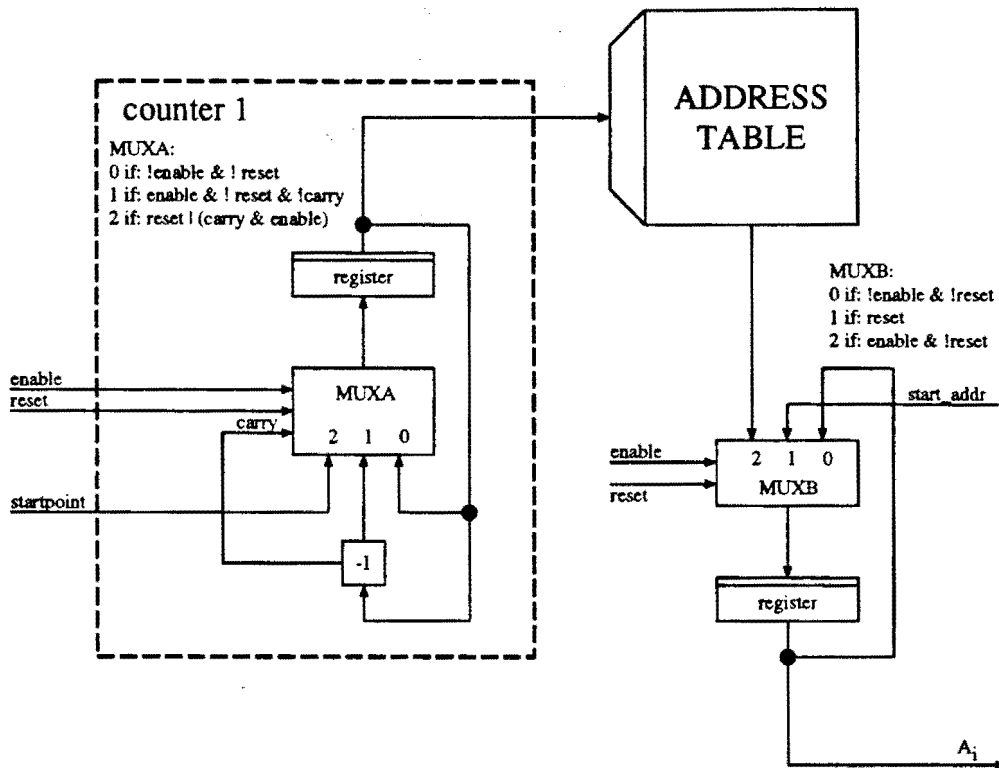 counter 1
MUXA:
0 if: !enable & ! reset
1 if: enable & ! reset & !carry
2 if: reset | (carry & enable)
register
enable
reset
MUXA
carry
2 1 0
startpoint
-1
ADDRESS
TABLE
MUXB:
0 if: !enable & !reset
1 if: reset
2 if: enable & !reset
start_addr
enable
reset
2 1 0
MUXB
register
Ai